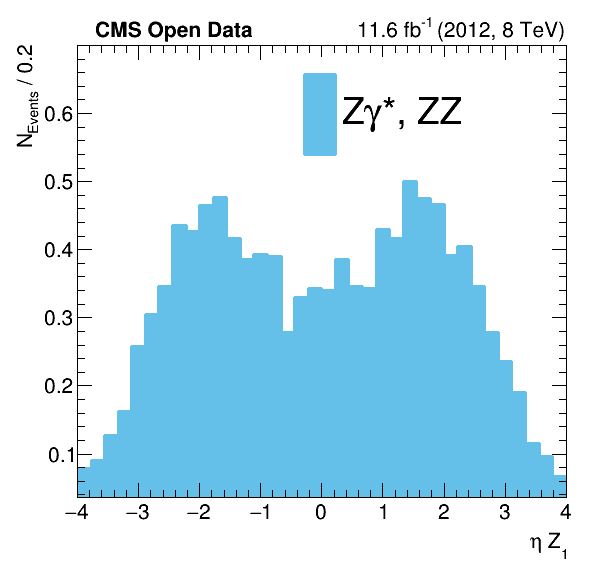 CMS Open Data 11.6 fb-1 (2012, 8 TeV)
NEvents / 0.2
Zγ*, ZZ
0.6
0.5
0.4
0.3
0.2
0.1
−4 −3 −2 −1 0 1 2 3 4
η Z1